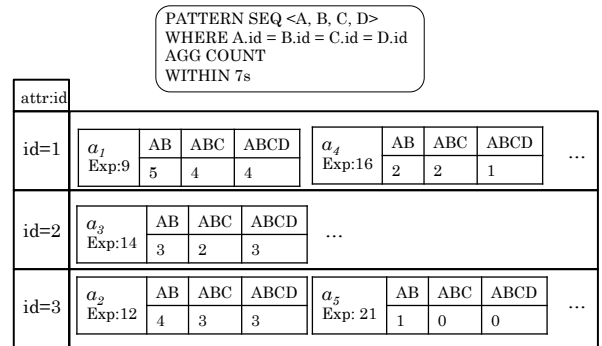 PATTERN SEQ <A, B, C, D>
WHERE A.id = B.id = C.id = D.id
AGG COUNT
WITHIN 7s
attr:id
id=1
a1 Exp:9
AB ABC ABCD
5 4 4
a4 Exp:16
AB ABC ABCD
2 2 1
...
id=2
a3 Exp:14
AB ABC ABCD
3 2 3
...
id=3
a2 Exp:12
AB ABC ABCD
4 3 3
a5 Exp: 21
AB ABC ABCD
1 0 0
...